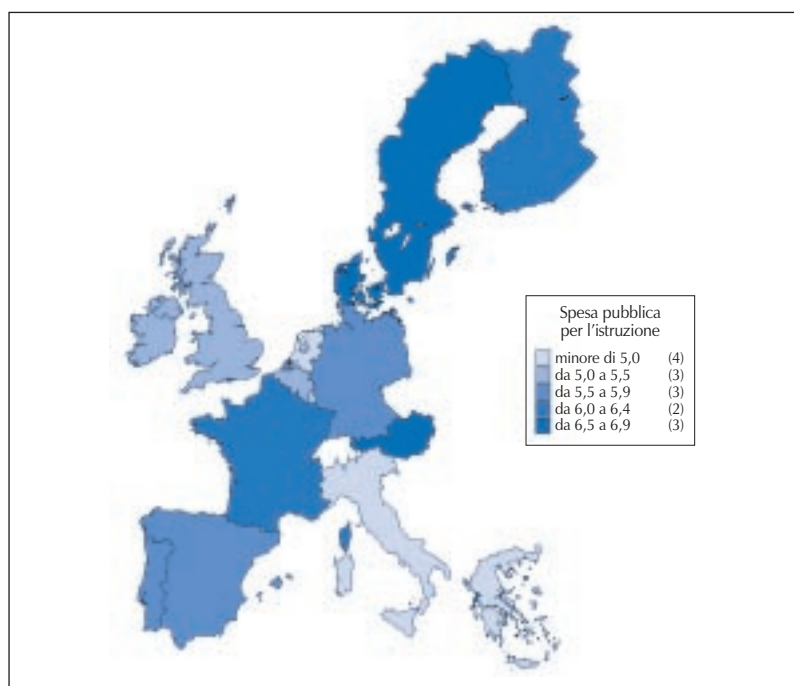 Spesa pubblica
per l'istruzione
minore di 5,0 (4)
da 5,0 a 5,5 (3)
da 5,5 a 5,9 (3)
da 6,0 a 6,4 (2)
da 6,5 a 6,9 (3)